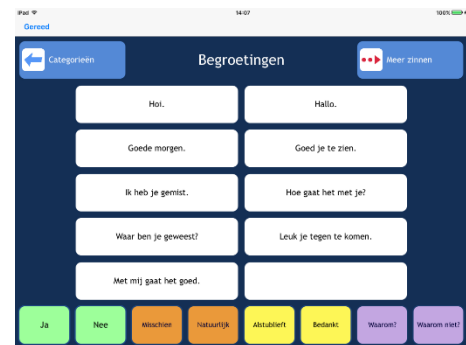 iPad 14:07 100%
Gereed
Categorieën Begroetingen Meer zinnen
Hoi. Hallo.
Goede morgen. Goed je te zien.
Ik heb je gemist. Hoe gaat het met je?
Waar ben je geweest? Leuk je tegen te komen.
Met mij gaat het goed.
Ja Nee Misschien Natuurlijk Alstublieft Bedankt Waarom? Waarom niet?